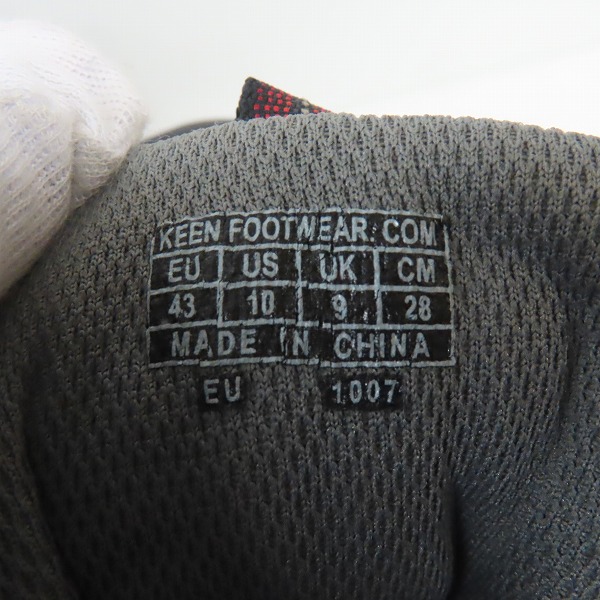 KEEN FOOTWEAR.COM
EU US UK CM
43 10 9 28
MADE IN CHINA
EU 1007